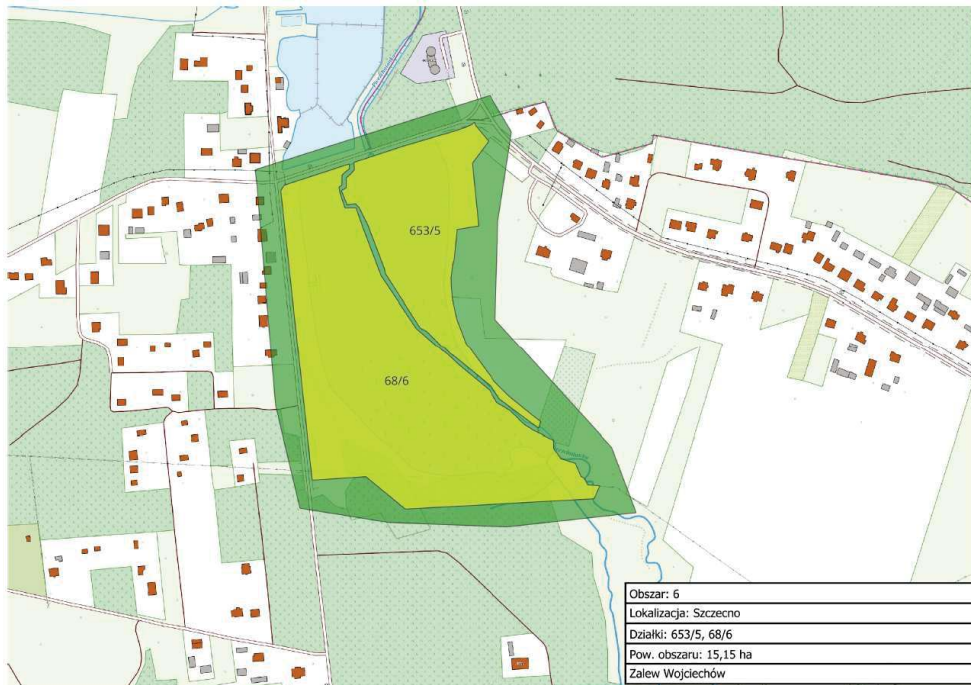 653/5
68/6
Obszar: 6
Lokalizacja: Szczecno
Działki: 653/5, 68/6
Pow. obszaru: 15,15 ha
Zalew Wojciechów